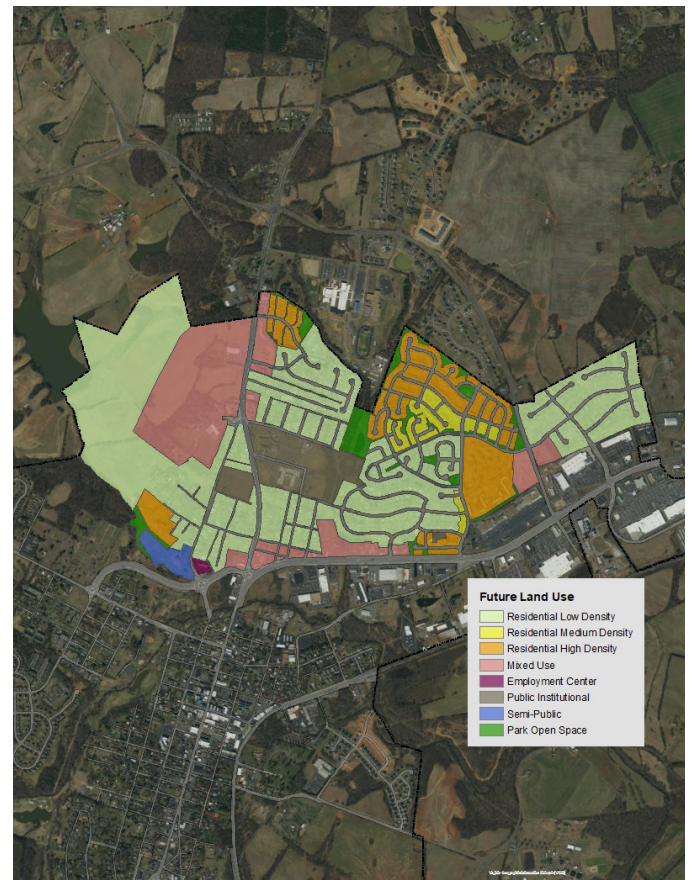 Future Land Use
Residential Low Density
Residential Medium Density
Residential High Density
Mixed Use
Employment Center
Public Institutional
Semi-Public
Park Open Space